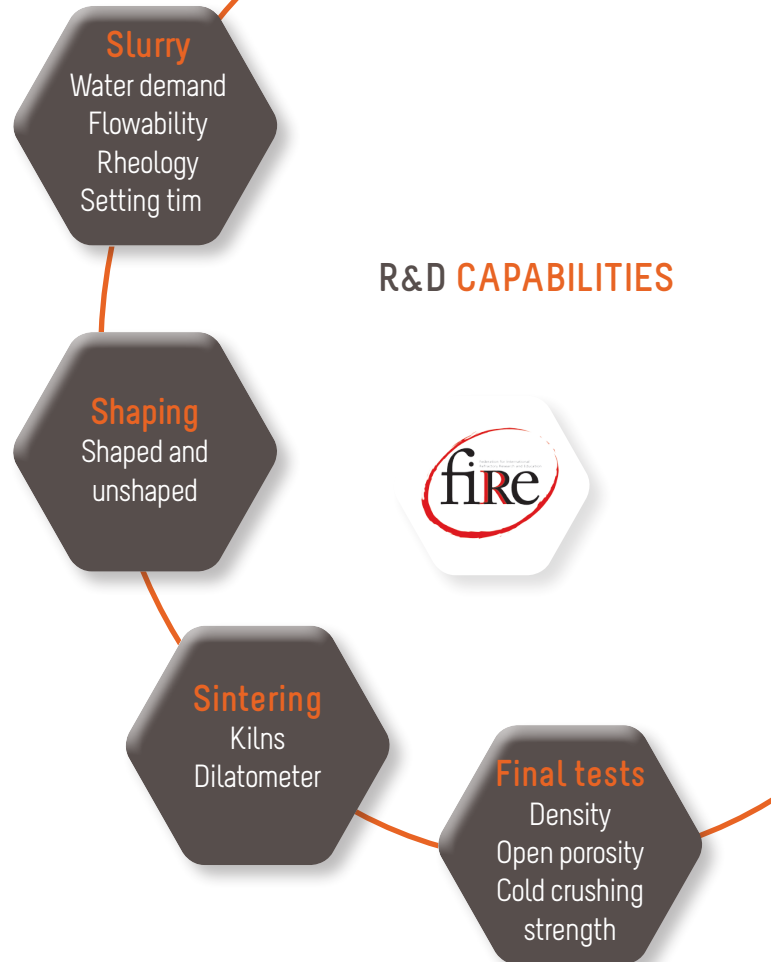 Slurry
Water demand
Flowability
Rheology
Setting tim
R&D CAPABILITIES
Shaping
Shaped and
unshaped
fiRe
Sintering
Kilns
Dilatometer
Final tests
Density
Open porosity
Cold crushing
strength